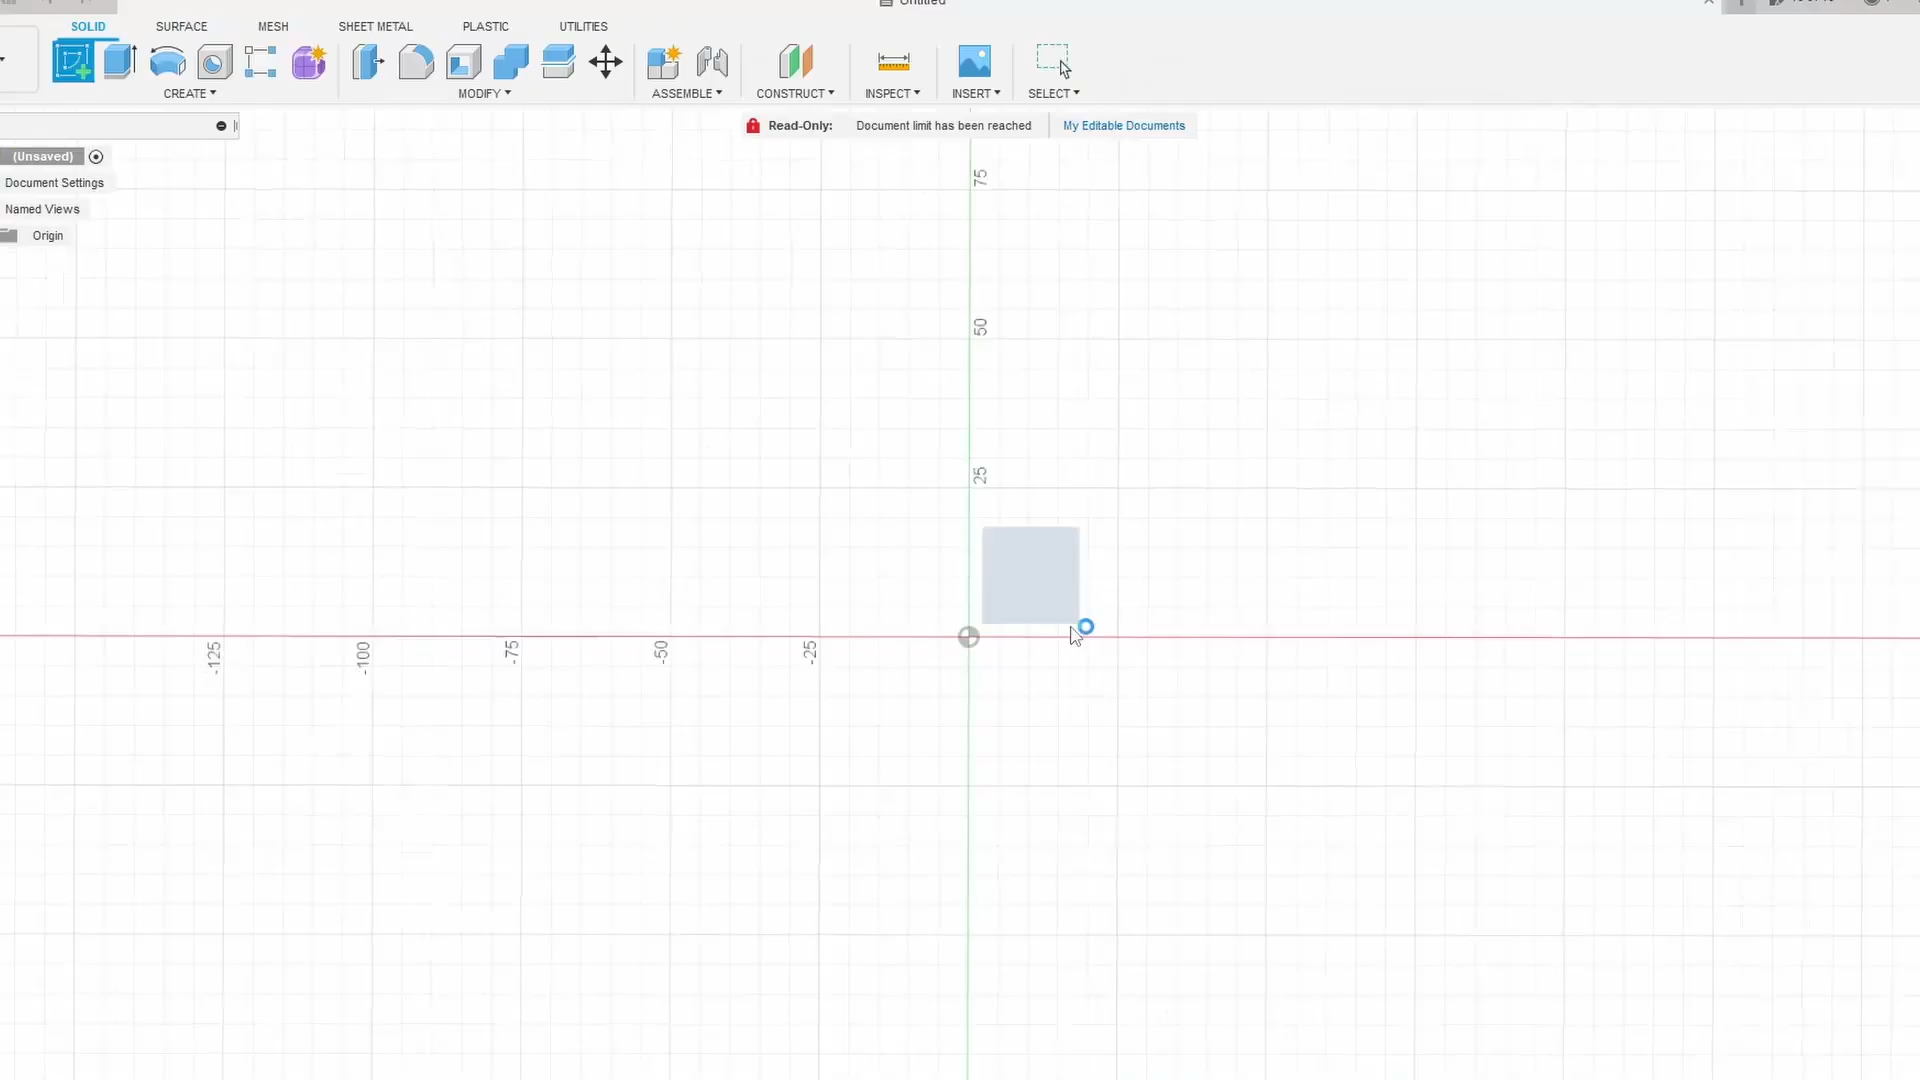 Untitled
SOLID SURFACE MESH SHEET METAL PLASTIC UTILITIES
CREATE MODIFY ASSEMBLE CONSTRUCT INSPECT INSERT SELECT
Read-Only: Document limit has been reached My Editable Documents
(Unsaved)
Document Settings
Named Views
Origin
75
50
25
-125 -100 -75 -50 -25